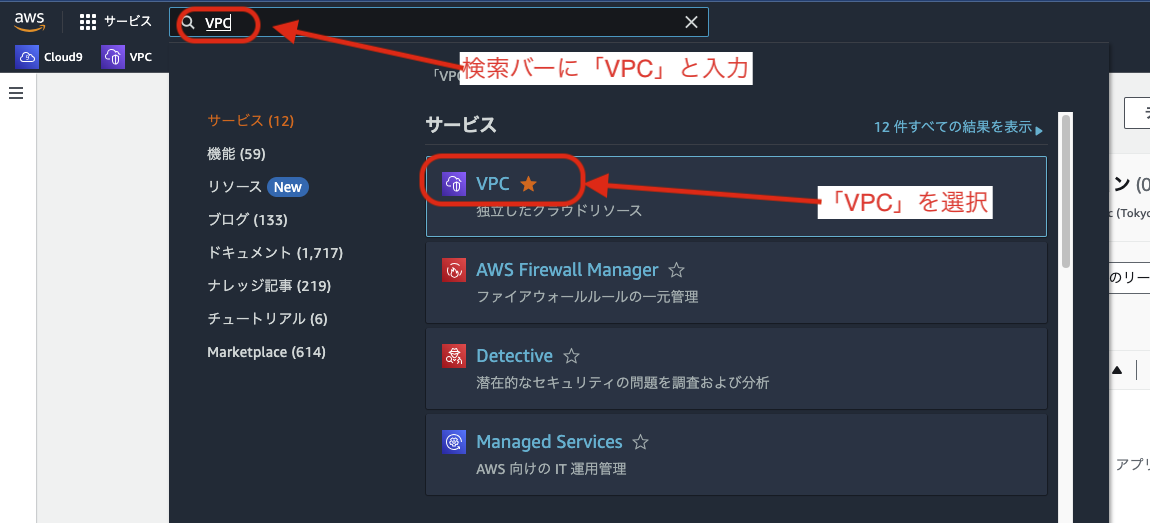 aws
サービス
VPC
Cloud9
VPC
検索バーに「VPC」と入力
「VPC
サービス (12)
機能 (59)
リソース New
ブログ (133)
ドキュメント (1,717)
ナレッジ記事 (219)
チュートリアル (6)
Marketplace (614)
サービス
12 件すべての結果を表示
VPC
独立したクラウドリソース
「VPC」を選択
AWS Firewall Manager
ファイアウォールルールの一元管理
Detective
潜在的なセキュリティの問題を調査および分析
Managed Services
AWS 向けの IT 運用管理
ン (0
c (Tokyo
のリー
アプリ